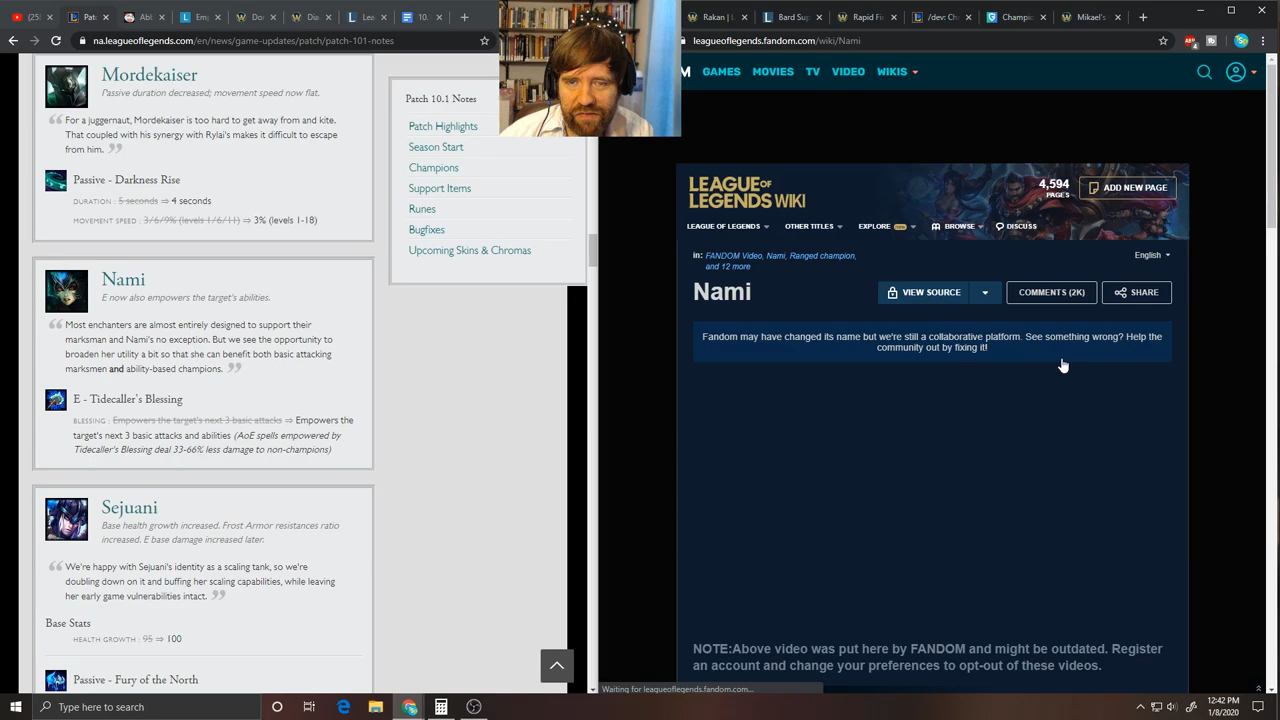 (25
Pat
Emp
Do
Lea
Rakan |
Bard Sup
Rapid Fi
/dev: Ch
Champi
Mikael's
na.leagueoflegends.com/en/news/game-updates/patch/patch-101-notes
leagueoflegends.fandom.com/wiki/Nami
4
Mordekaiser
Passive duration decreased; movement speed now flat.
For a juggernaut, Mordekaiser is too hard to get away from and kite.
That coupled with his synergy with Rylai's makes it difficult to escape
from him.
Passive - Darkness Rise
DURATION : 5 seconds ⇒ 4 seconds
MOVEMENT SPEED : 3/6/9% (levels 1/6/11) ⇒ 3% (levels 1-18)
Nami
E now also empowers the target's abilities.
Most enchanters are almost entirely designed to support their
marksman and Nami's no exception. But we see the opportunity to
broaden her utility a bit so that she can benefit both basic attacking
marksmen and ability-based champions.
E - Tidecaller's Blessing
BLESSING : Empowers the target's next 3 basic attacks ⇒ Empowers the
target's next 3 basic attacks and abilities (AoE spells empowered by
Tidecaller's Blessing deal 33-66% less damage to non-champions)
Sejuani
Base health growth increased. Frost Armor resistances ratio
increased. E base damage increased later.
We're happy with Sejuani's identity as a scaling tank, so we're
doubling down on it and buffing her scaling capabilities, while leaving
her early game vulnerabilities intact.
Base Stats
HEALTH GROWTH : 95 ⇒ 100
Passive - Fury of the North
Patch 10.1 Notes
Patch Highlights
Season Start
Champions
Support Items
Runes
Bugfixes
Upcoming Skins & Chromas
M GAMES MOVIES TV VIDEO WIKIS
LEAGUE OF
LEGENDS WIKI
4,594
PAGES
ADD NEW PAGE
LEAGUE OF LEGENDS OTHER TITLES EXPLORE BROWSE DISCUSS
in: FANDOM Video, Nami, Ranged champion,
and 12 more
English
Nami
VIEW SOURCE
COMMENTS (2K)
SHARE
Fandom may have changed its name but we're still a collaborative platform. See something wrong? Help the
community out by fixing it!
NOTE:Above video was put here by FANDOM and might be outdated. Register
an account and change your preferences to opt-out of these videos.
Waiting for leagueoflegends.fandom.com...
Type here to search
12:42 PM
1/8/2020